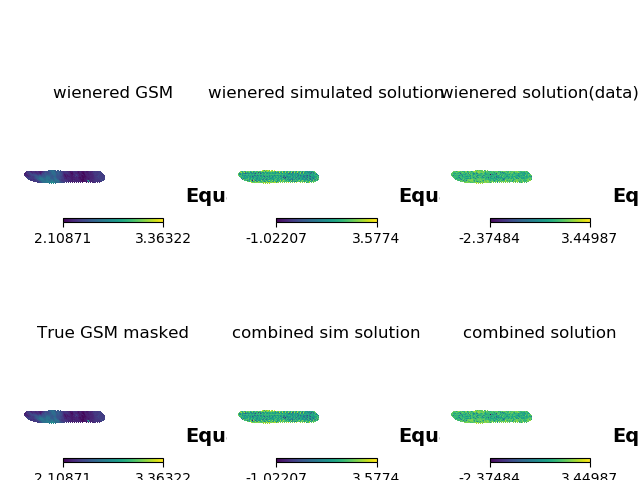 wienered GSM
wienered simulated solution
wienered solution(data)
Equ
Equ
Eq
2.10871 3.36322
-1.02207 3.5774
-2.37484 3.44987
True GSM masked
combined sim solution
combined solution
Equ
Equ
Eq
2.10871 3.36322
-1.02207 3.5774
-2.37484 3.44987